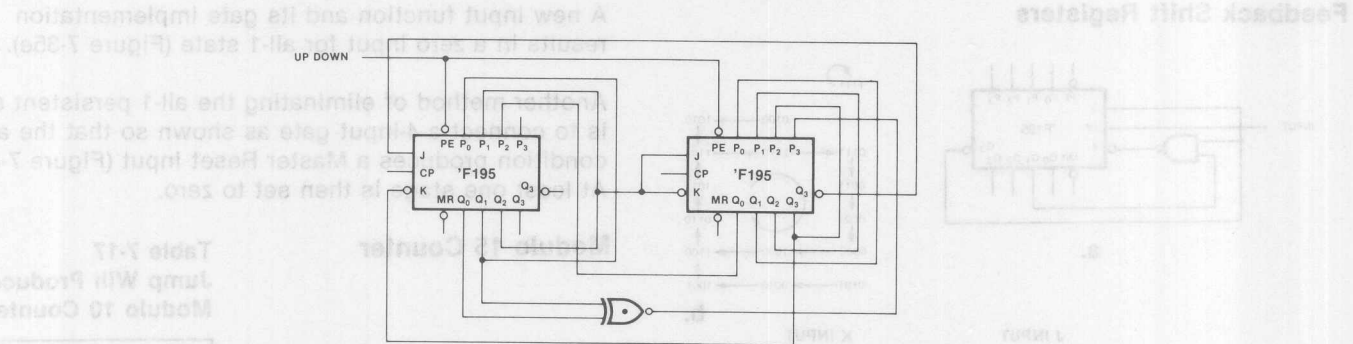 A new input function and its gate implementation
results in a zero input for all-1 state (Figure 7-35e).
Feedback Shift Registers
UP DOWN
Another method of eliminating the all-1 persistent
is to connect a 4-input gate as shown so that the
condition produces a Master Reset input (Figure 7-
At least one stage is then set to zero.
PE P0 P1 P2 P3
J
CP
'F195
K
Q3
MR Q0 Q1 Q2 Q3
PE P0 P1 P2 P3
J
CP
'F195
K
Q3
MR Q0 Q1 Q2 Q3
Modulo 15 Counter
Table 7-17
Jump Will Produ
Modulo 10 Counte
a.
b.
J INPUT
K INPUT